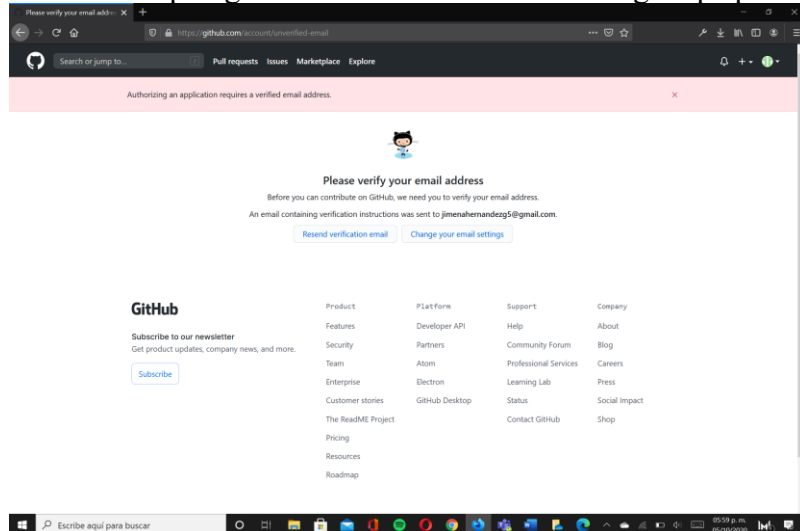 Please verify your email addre
https://github.com/account/unverified-email
Search or jump to...
Pull requests Issues Marketplace Explore
Authorizing an application requires a verified email address.
Please verify your email address
Before you can contribute on GitHub, we need you to verify your email address.
An email containing verification instructions was sent to jimenahernandezg5@gmail.com.
Resend verification email Change your email settings
GitHub
Subscribe to our newsletter
Get product updates, company news, and more.
Subscribe
Product
Features
Security
Team
Enterprise
Customer stories
The ReadME Project
Pricing
Resources
Roadmap
Platform
Developer API
Partners
Atom
Electron
GitHub Desktop
Support
Help
Community Forum
Professional Services
Learning Lab
Status
Contact GitHub
Company
About
Blog
Careers
Press
Social Impact
Shop
Escribe aquí para buscar
05:59 p. m.
05/10/2020